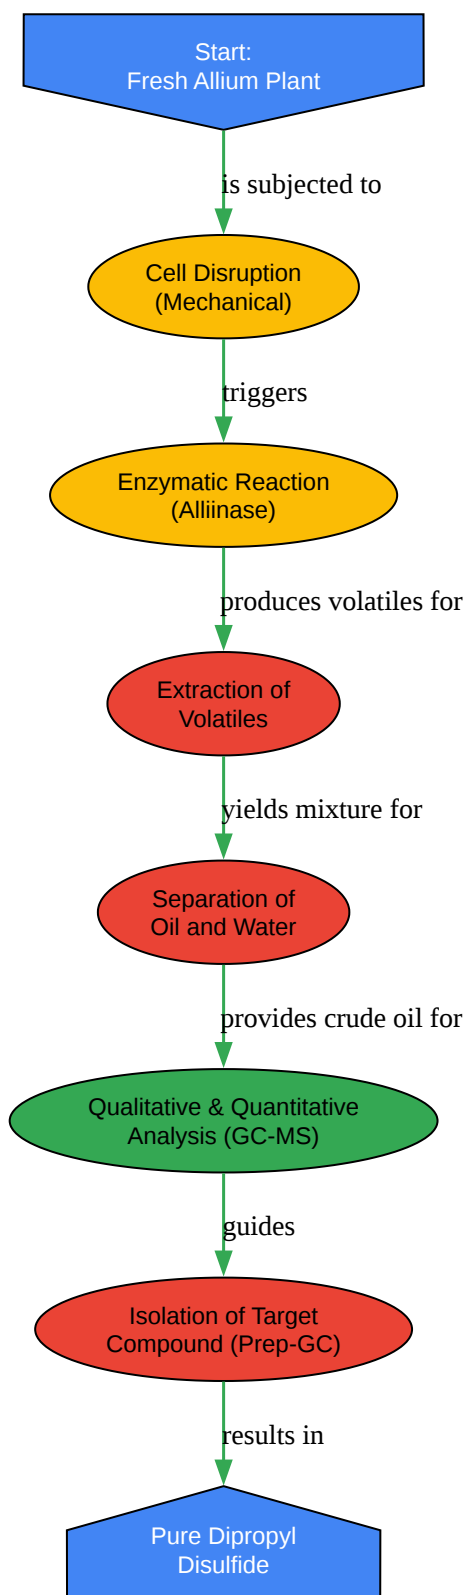 Start:
Fresh Allium Plant
is subjected to
Cell Disruption
(Mechanical)
triggers
Enzymatic Reaction
(Alliinase)
produces volatiles for
Extraction of
Volatiles
yields mixture for
Separation of
Oil and Water
provides crude oil for
Qualitative & Quantitative
Analysis (GC-MS)
guides
Isolation of Target
Compound (Prep-GC)
results in
Pure Dipropyl
Disulfide